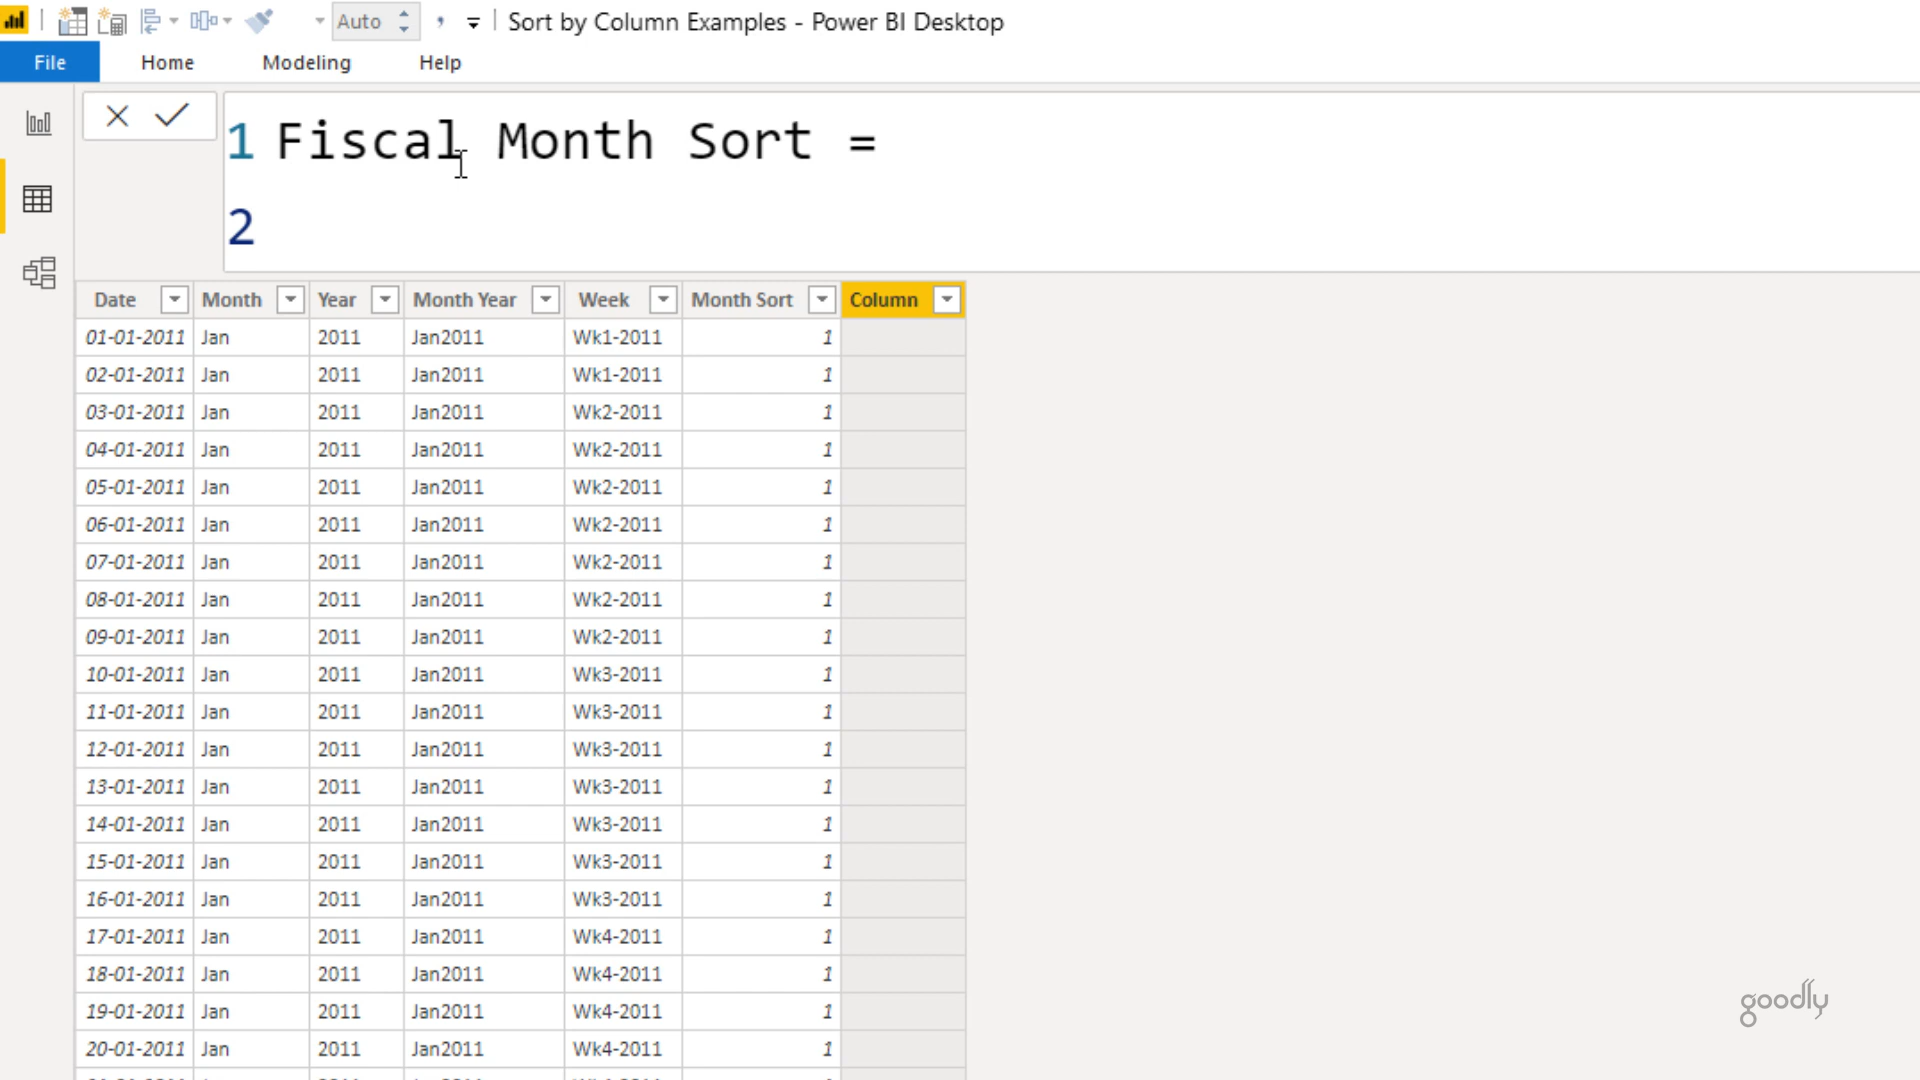 Auto
Sort by Column Examples - Power BI Desktop
File Home Modeling Help
1 Fiscal Month Sort =
2
Date Month Year Month Year Week Month Sort Column
01-01-2011 Jan 2011 Jan2011 Wk1-2011 1
02-01-2011 Jan 2011 Jan2011 Wk1-2011 1
03-01-2011 Jan 2011 Jan2011 Wk2-2011 1
04-01-2011 Jan 2011 Jan2011 Wk2-2011 1
05-01-2011 Jan 2011 Jan2011 Wk2-2011 1
06-01-2011 Jan 2011 Jan2011 Wk2-2011 1
07-01-2011 Jan 2011 Jan2011 Wk2-2011 1
08-01-2011 Jan 2011 Jan2011 Wk2-2011 1
09-01-2011 Jan 2011 Jan2011 Wk2-2011 1
10-01-2011 Jan 2011 Jan2011 Wk3-2011 1
11-01-2011 Jan 2011 Jan2011 Wk3-2011 1
12-01-2011 Jan 2011 Jan2011 Wk3-2011 1
13-01-2011 Jan 2011 Jan2011 Wk3-2011 1
14-01-2011 Jan 2011 Jan2011 Wk3-2011 1
15-01-2011 Jan 2011 Jan2011 Wk3-2011 1
16-01-2011 Jan 2011 Jan2011 Wk3-2011 1
17-01-2011 Jan 2011 Jan2011 Wk4-2011 1
18-01-2011 Jan 2011 Jan2011 Wk4-2011 1
19-01-2011 Jan 2011 Jan2011 Wk4-2011 1
20-01-2011 Jan 2011 Jan2011 Wk4-2011 1
goodly